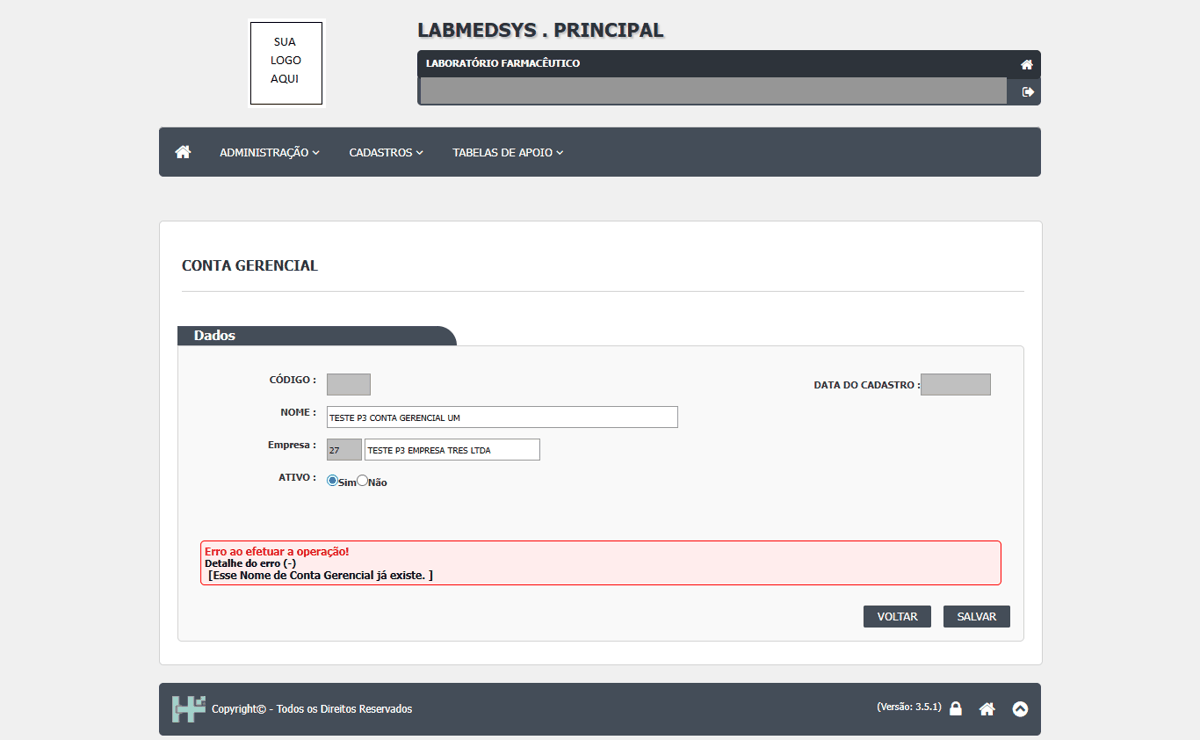 SUA
LOGO
AQUI
LABMEDSYS . PRINCIPAL
LABORATÓRIO FARMACÊUTICO
ADMINISTRAÇÃO CADASTROS TABELAS DE APOIO
CONTA GERENCIAL
Dados
CÓDIGO :
DATA DO CADASTRO :
NOME : TESTE P3 CONTA GERENCIAL UM
Empresa : 27 TESTE P3 EMPRESA TRES LTDA
ATIVO : Sim Não
Erro ao efetuar a operação!
Detalhe do erro (-)
[Esse Nome de Conta Gerencial já existe. ]
VOLTAR SALVAR
Copyright© - Todos os Direitos Reservados
(Versão: 3.5.1)